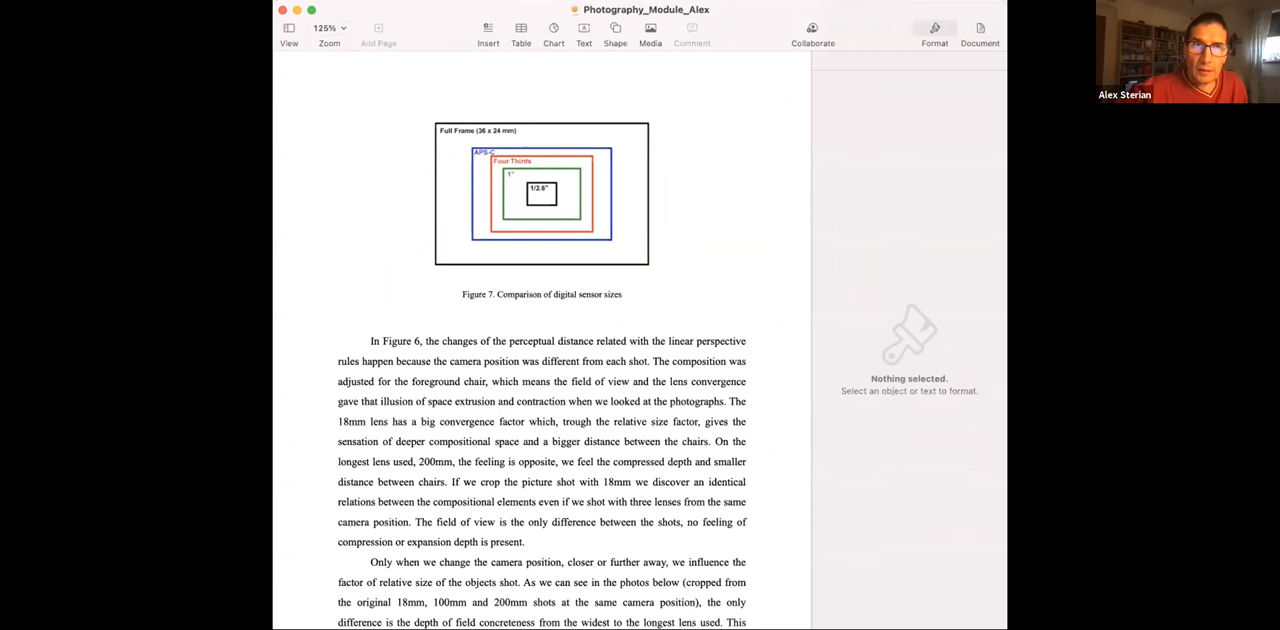 Photography_Module_Alex
125%
View
Zoom
Add Page
Insert
Table
Chart
Text
Shape
Media
Comment
Collaborate
Format
Document
Alex Sterian
Full Frame (36 x 24 mm)
APS-C
Four Thirds
1"
1/2.6"
Figure 7. Comparison of digital sensor sizes
In Figure 6, the changes of the perceptual distance related with the linear perspective
rules happen because the camera position was different from each shot. The composition was
adjusted for the foreground chair, which means the field of view and the lens convergence
gave that illusion of space extrusion and contraction when we looked at the photographs. The
18mm lens has a big convergence factor which, trough the relative size factor, gives the
sensation of deeper compositional space and a bigger distance between the chairs. On the
longest lens used, 200mm, the feeling is opposite, we feel the compressed depth and smaller
distance between chairs. If we crop the picture shot with 18mm we discover an identical
relations between the compositional elements even if we shot with three lenses from the same
camera position. The field of view is the only difference between the shots, no feeling of
compression or expansion depth is present.
Only when we change the camera position, closer or further away, we influence the
factor of relative size of the objects shot. As we can see in the photos below (cropped from
the original 18mm, 100mm and 200mm shots at the same camera position), the only
difference is the depth of field concreteness from the widest to the longest lens used. This
Nothing selected.
Select an object or text to format.